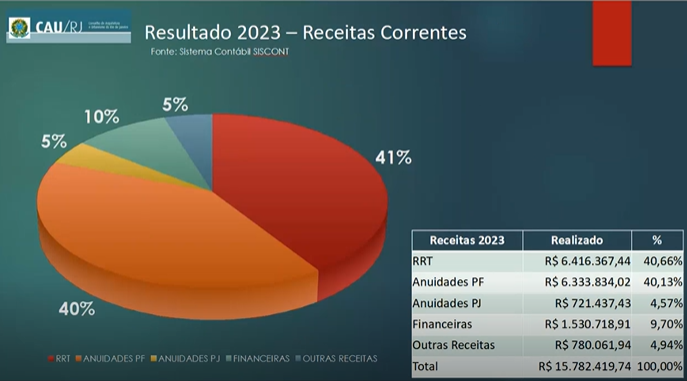 CAU/RJ
Resultado 2023 – Receitas Correntes
Fonte: Sistema Contábil SISCONT
5%
10%
5%
41%
40%
Receitas 2023 Realizado %
RRT R$ 6.416.367,44 40,66%
Anuidades PF R$ 6.333.834,02 40,13%
Anuidades PJ R$ 721.437,43 4,57%
Financeiras R$ 1.530.718,91 9,70%
Outras Receitas R$ 780.061,94 4,94%
Total R$ 15.782.419,74 100,00%
RRT ANUIDADES PF ANUIDADES PJ FINANCEIRAS OUTRAS RECEITAS